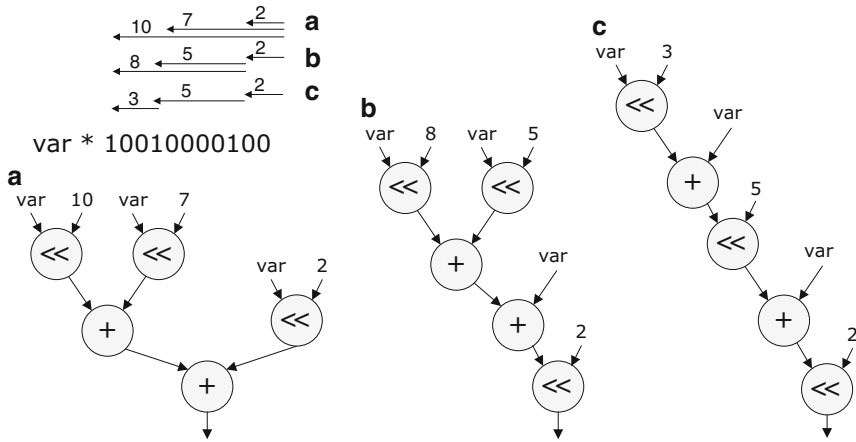 10 7 2 a
8 5 2 b
3 5 2 c
var * 10010000100
a
var 10 var 7
<< <<
var 2
<<
+
+
b
var 8 var 5
<< <<
+
var
+
2
<<
c
var 3
<<
var
+
5
<<
var
+
2
<<